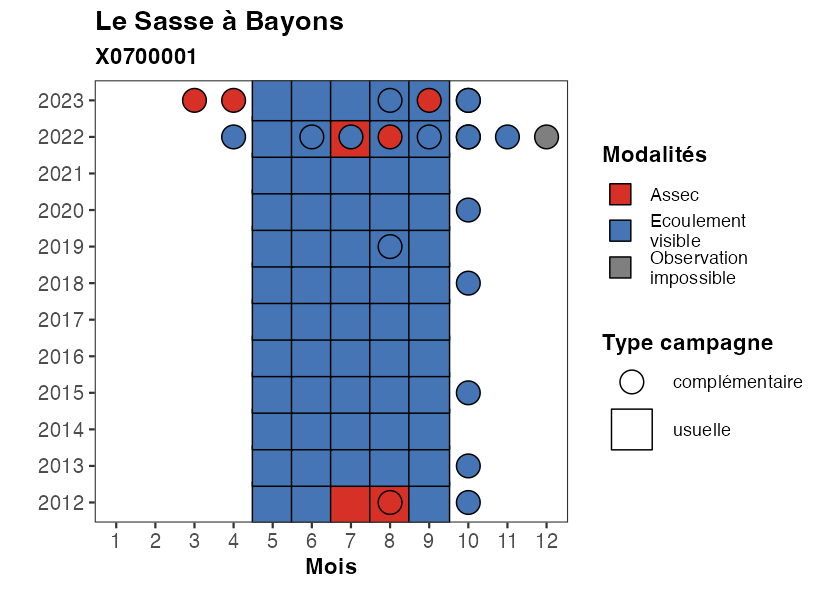 Le Sasse à Bayons
X0700001
2023
2022
2021
2020
2019
2018
2017
2016
2015
2014
2013
2012
1 2 3 4 5 6 7 8 9 10 11 12
Mois
Modalités
Assec
Ecoulement
visible
Observation
impossible
Type campagne
complémentaire
usuelle